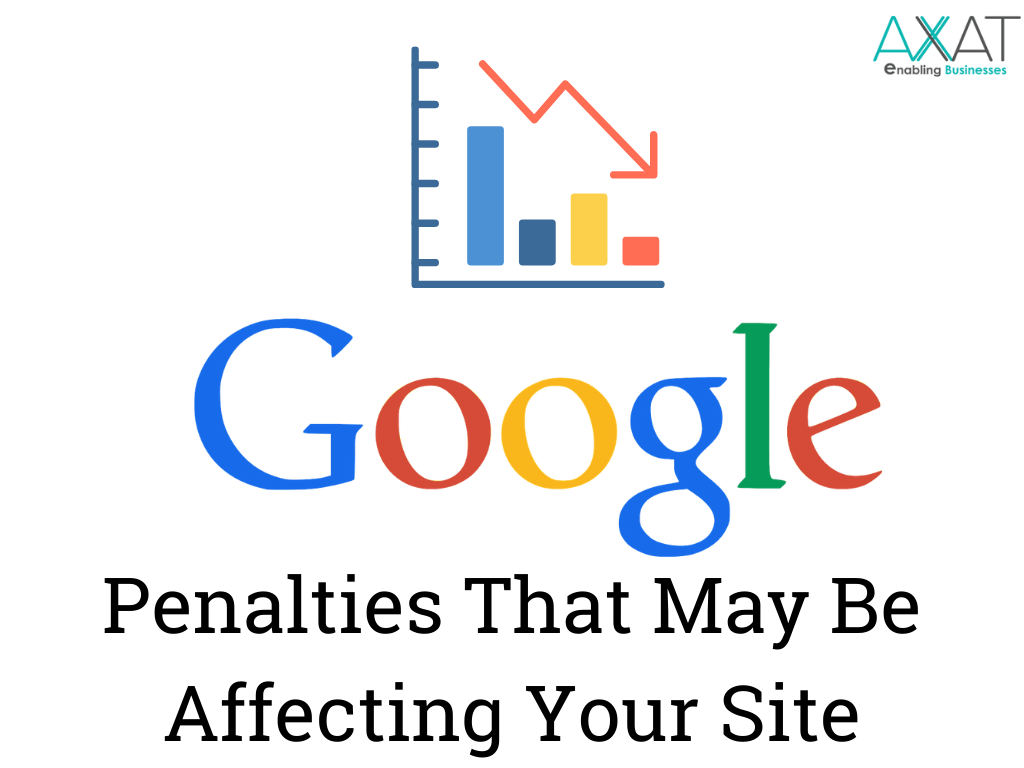 AXAT
enabling Businesses
Google
Penalties That May Be
Affecting Your Site